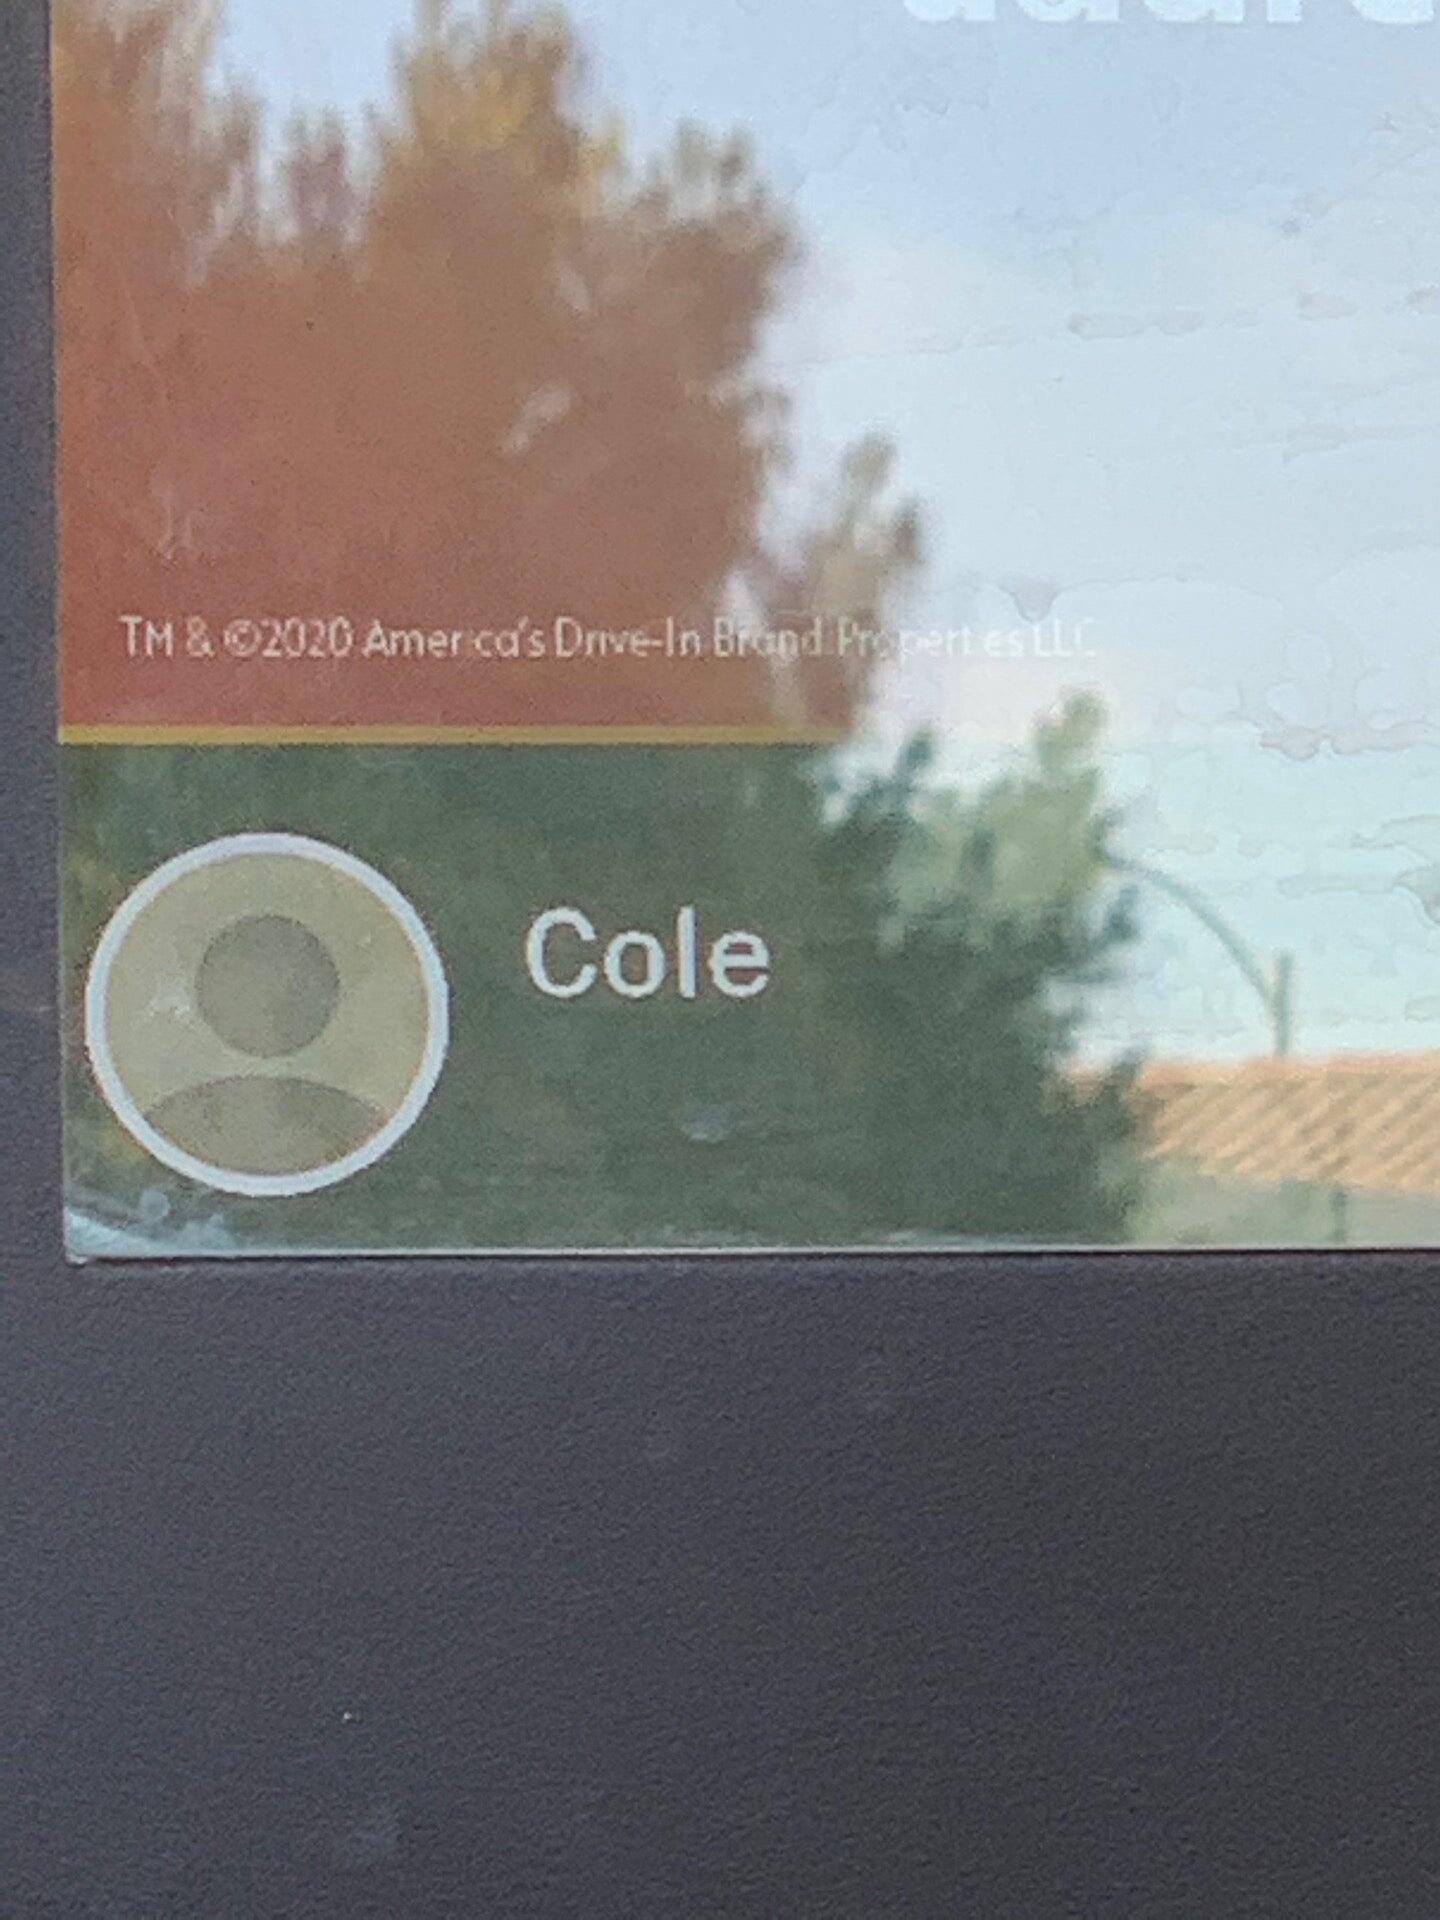 TM & ©2020 America's Drive-In Brand Properties LLC
Cole